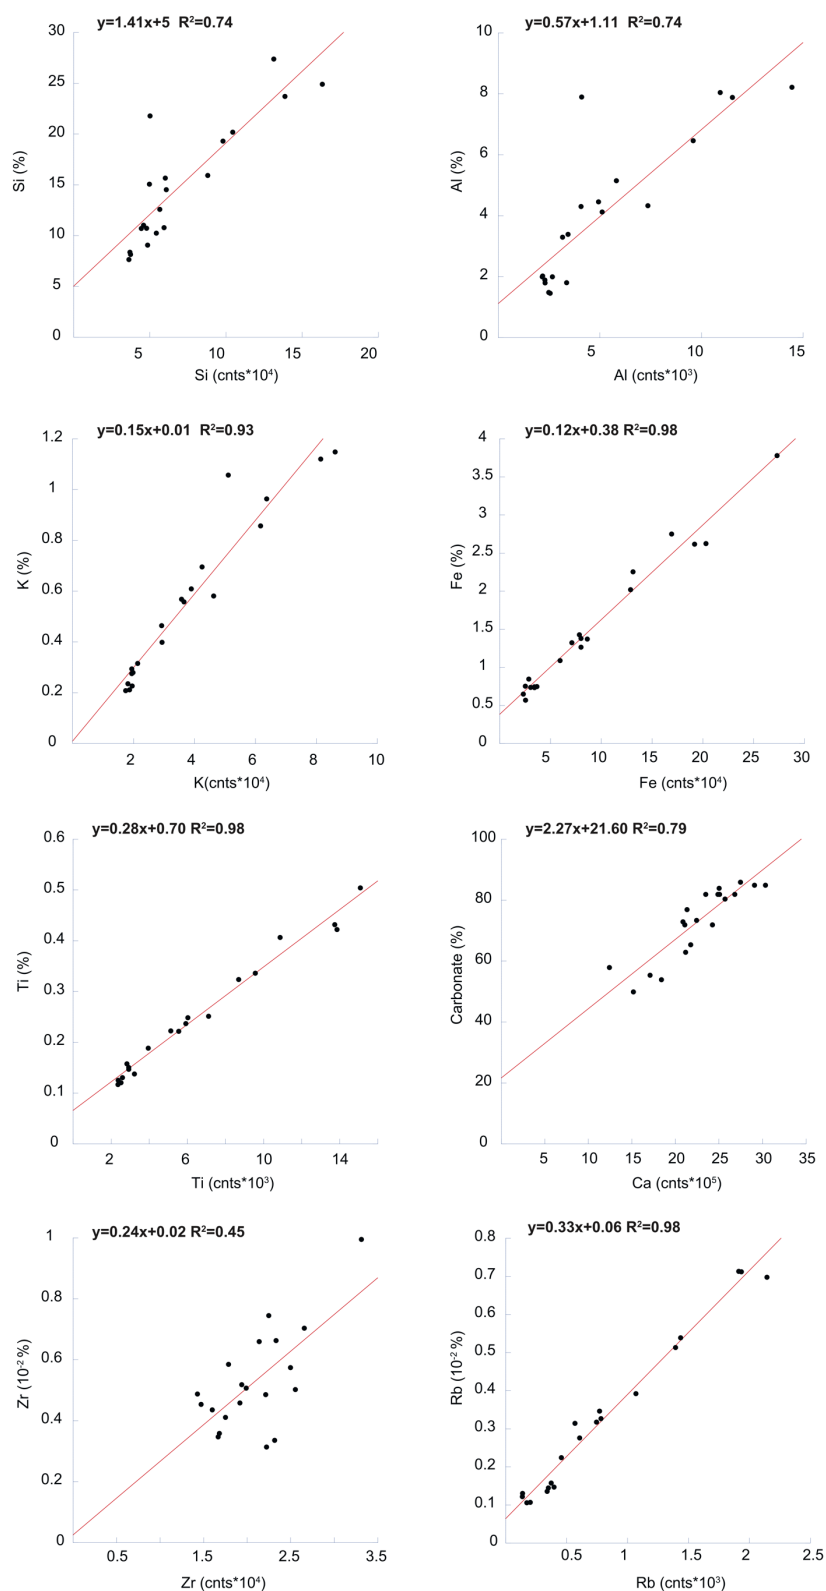 y=1.41x+5 R²=0.74
30
25
20
15
10
5
0
Si (%)
5 10 15 20
Si (cnts*10⁴)
y=0.57x+1.11 R²=0.74
10
8
6
4
2
0
Al (%)
5 10 15
Al (cnts*10³)
y=0.15x+0.01 R²=0.93
1.2
1
0.8
0.6
0.4
0.2
0
K (%)
2 4 6 8 10
K(cnts*10⁴)
y=0.12x+0.38 R²=0.98
4
3.5
3
2.5
2
1.5
1
0.5
0
Fe (%)
5 10 15 20 25 30
Fe (cnts*10⁴)
y=0.28x+0.70 R²=0.98
0.6
0.5
0.4
0.3
0.2
0.1
0
Ti (%)
2 6 10 14
Ti (cnts*10³)
y=2.27x+21.60 R²=0.79
100
80
60
40
20
0
Carbonate (%)
5 10 15 20 25 30 35
Ca (cnts*10⁵)
y=0.24x+0.02 R²=0.45
1
0.8
0.6
0.4
0.2
0
Zr (10⁻² %)
0.5 1.5 2.5 3.5
Zr (cnts*10⁴)
y=0.33x+0.06 R²=0.98
0.8
0.7
0.6
0.5
0.4
0.3
0.2
0.1
0
Rb (10⁻² %)
0.5 1 1.5 2 2.5
Rb (cnts*10³)